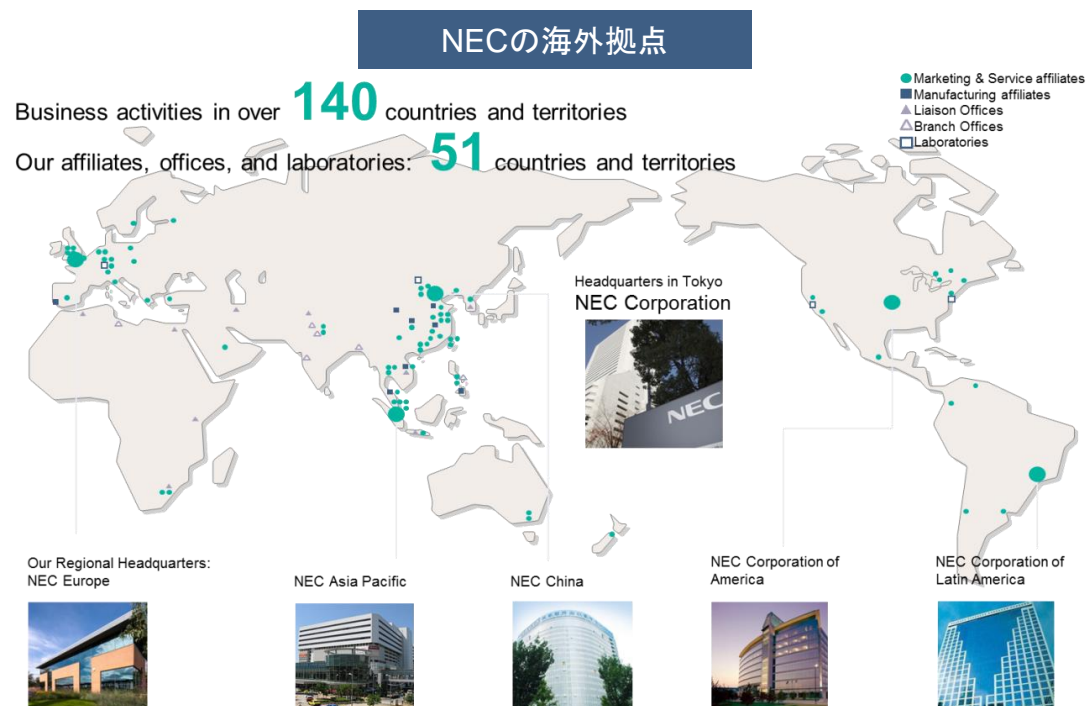 NECの海外拠点
Business activities in over 140 countries and territories
Our affiliates, offices, and laboratories: 51 countries and territories
Marketing & Service affiliates
Manufacturing affiliates
Liaison Offices
Branch Offices
Laboratories
Headquarters in Tokyo
NEC Corporation
NEC
Our Regional Headquarters:
NEC Europe
NEC Asia Pacific
NEC China
NEC Corporation of
America
NEC Corporation of
Latin America